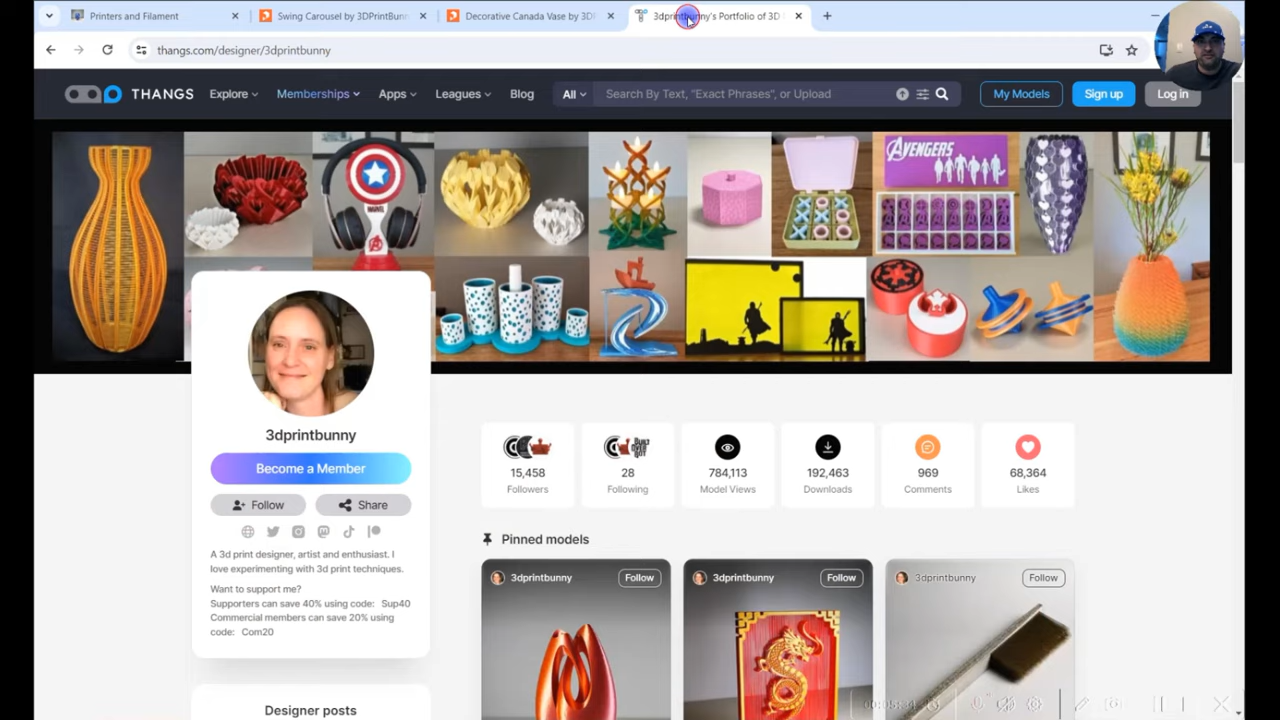 Printers and Filament
Swing Carousel by 3DPrintBunn
Decorative Canada Vase by 3DP
3dprintbunny's Portfolio of 3D
thangs.com/designer/3dprintbunny
THANGS
Explore
Memberships
Apps
Leagues
Blog
All
Search By Text, "Exact Phrases", or Upload
My Models
Sign up
Log in
MARVEL
AVENGERS
3dprintbunny
Become a Member
Follow
Share
A 3d print designer, artist and enthusiast. I
love experimenting with 3d print techniques.
Want to support me?
Supporters can save 40% using code: Sup40
Commercial members can save 20% using
code: Com20
Designer posts
15,458
Followers
28
Following
784,113
Model Views
192,463
Downloads
969
Comments
68,364
Likes
Pinned models
3dprintbunny
Follow
3dprintbunny
Follow
3dprintbunny
Follow